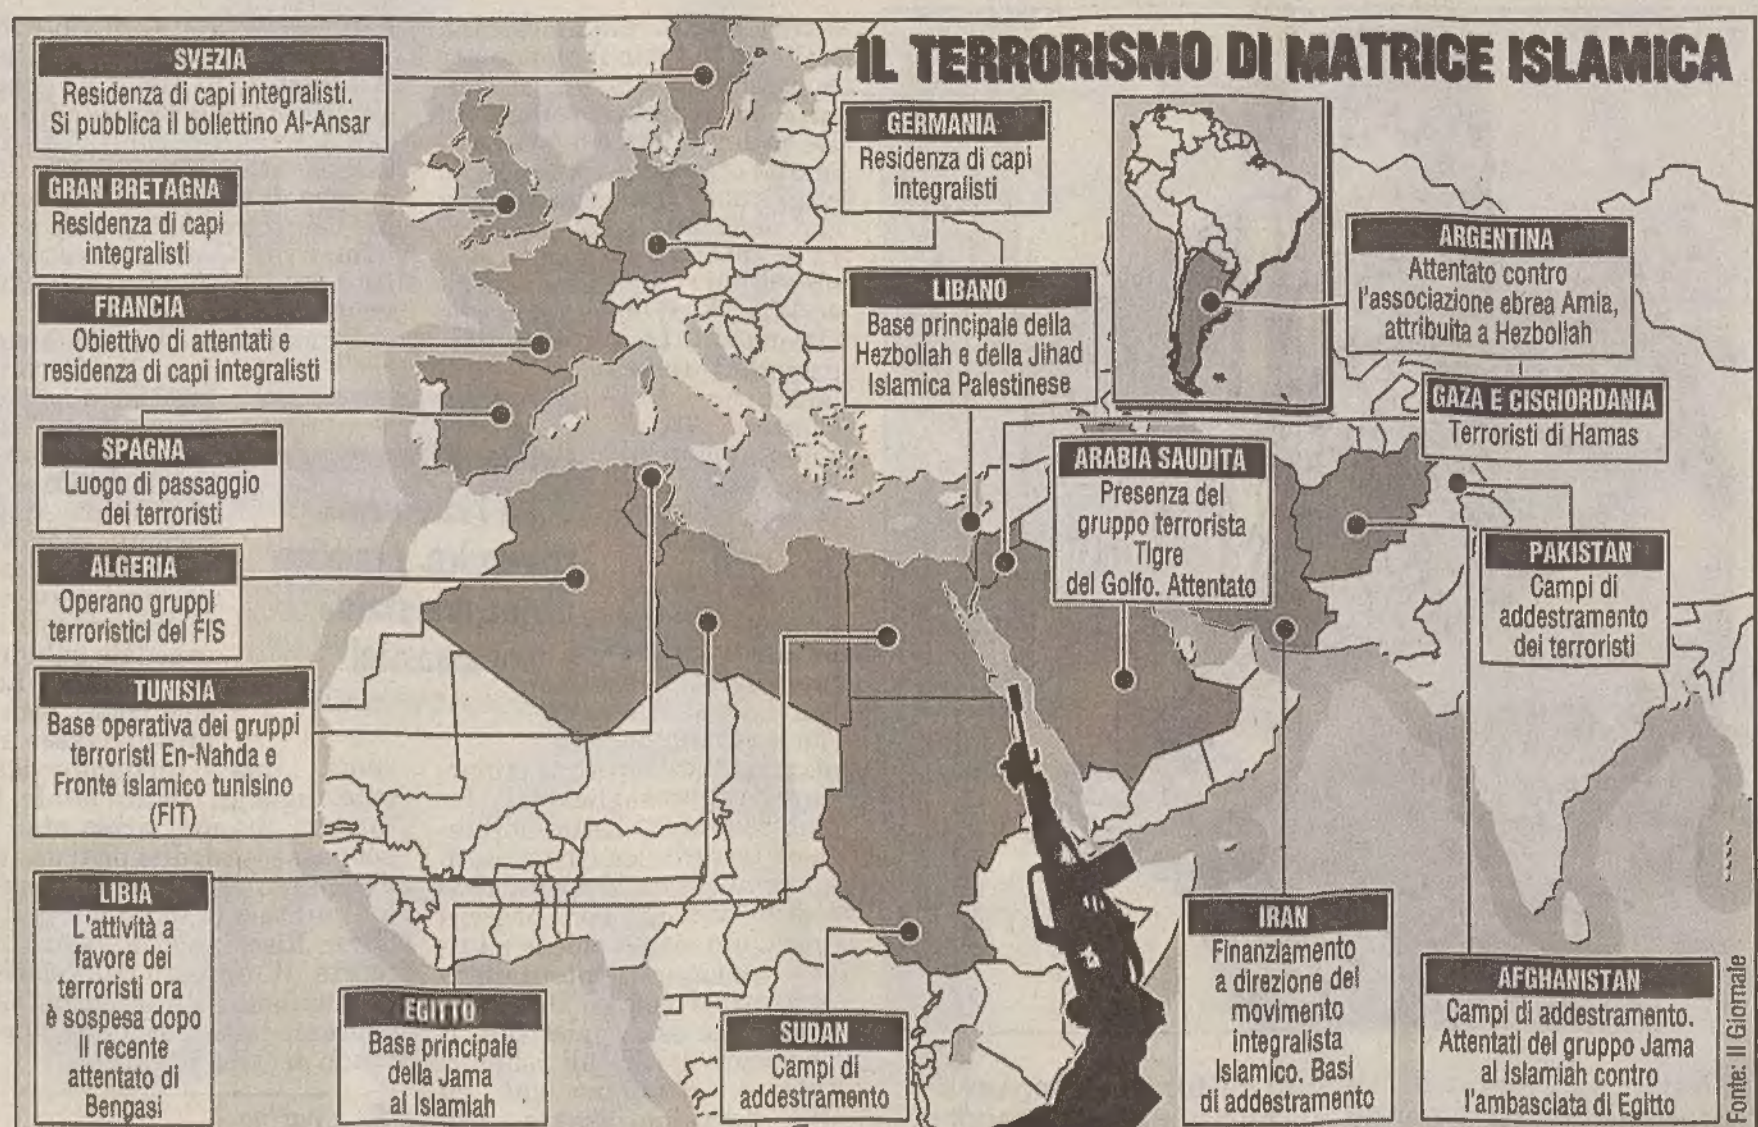 IL TERRORISMO DI MATRICE ISLAMICA
SVEZIA
Residenza di capi integralisti.
Si pubblica il bollettino Al-Ansar
GRAN BRETAGNA
Residenza di capi
integralisti
FRANCIA
Obiettivo di attentati e
residenza di capi integralisti
SPAGNA
Luogo di passaggio
dei terroristi
ALGERIA
Operano gruppi
terroristici del FIS
TUNISIA
Base operativa dei gruppi
terroristi En-Nahda e
Fronte islamico tunisino
(FIT)
LIBIA
L'attività a
favore dei
terroristi ora
è sospesa dopo
il recente
attentato di
Bengasi
EGITTO
Base principale
della Jama
al Islamiah
SUDAN
Campi di
addestramento
GERMANIA
Residenza di capi
integralisti
LIBANO
Base principale della
Hezbollah e della Jihad
Islamica Palestinese
ARGENTINA
Attentato contro
l'associazione ebrea Amia,
attribuita a Hezbollah
GAZA E CISGIORDANIA
Terroristi di Hamas
ARABIA SAUDITA
Presenza del
gruppo terrorista
Tigre
del Golfo. Attentato
PAKISTAN
Campi di
addestramento
dei terroristi
IRAN
Finanziamento
a direzione del
movimento
integralista
Islamico. Basi
di addestramento
AFGHANISTAN
Campi di addestramento.
Attentati del gruppo Jama
al Islamiah contro
l'ambasciata di Egitto
Fonte: Il Giornale